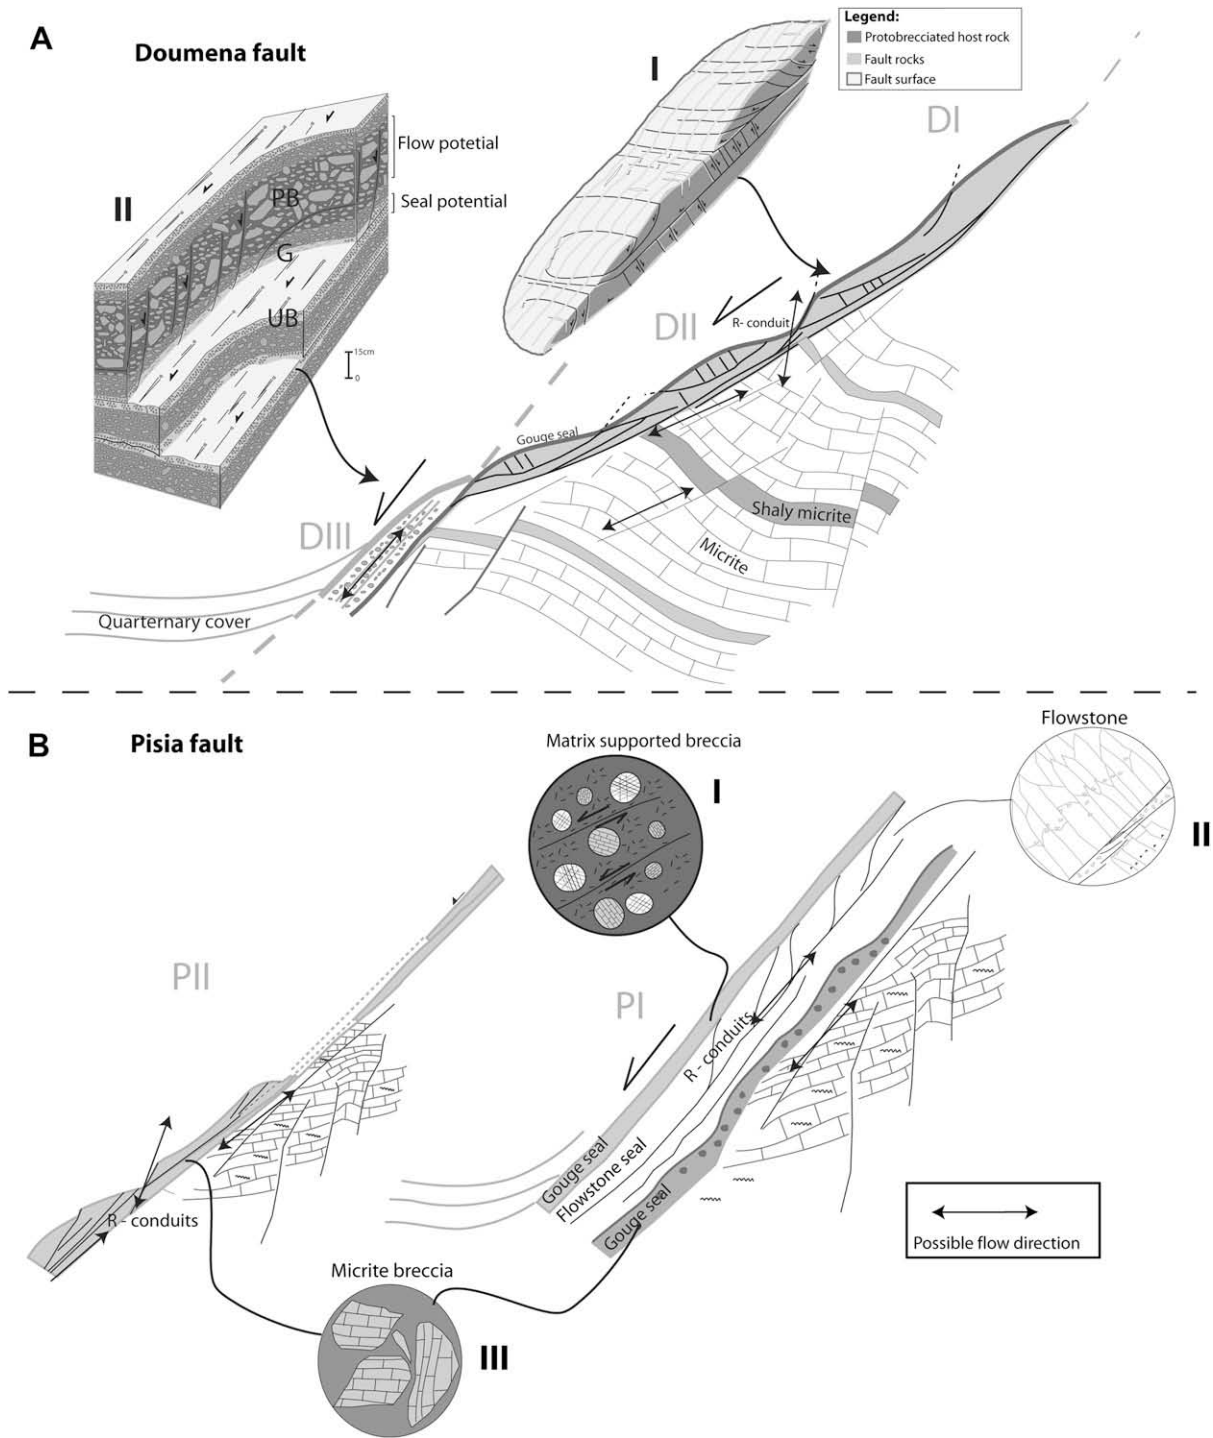 A
Doumena fault
Legend:
Protobrecciated host rock
Fault rocks
Fault surface
I
DI
Flow potetial
Seal potential
II
PB
G
UB
15cm
0
DII
R- conduit
Gouge seal
DIII
Shaly micrite
Micrite
Quarternary cover
B
Pisia fault
Matrix supported breccia
I
Flowstone
II
PII
PI
R - conduits
R - conduits
Gouge seal
Flowstone seal
Gouge seal
Possible flow direction
Micrite breccia
III